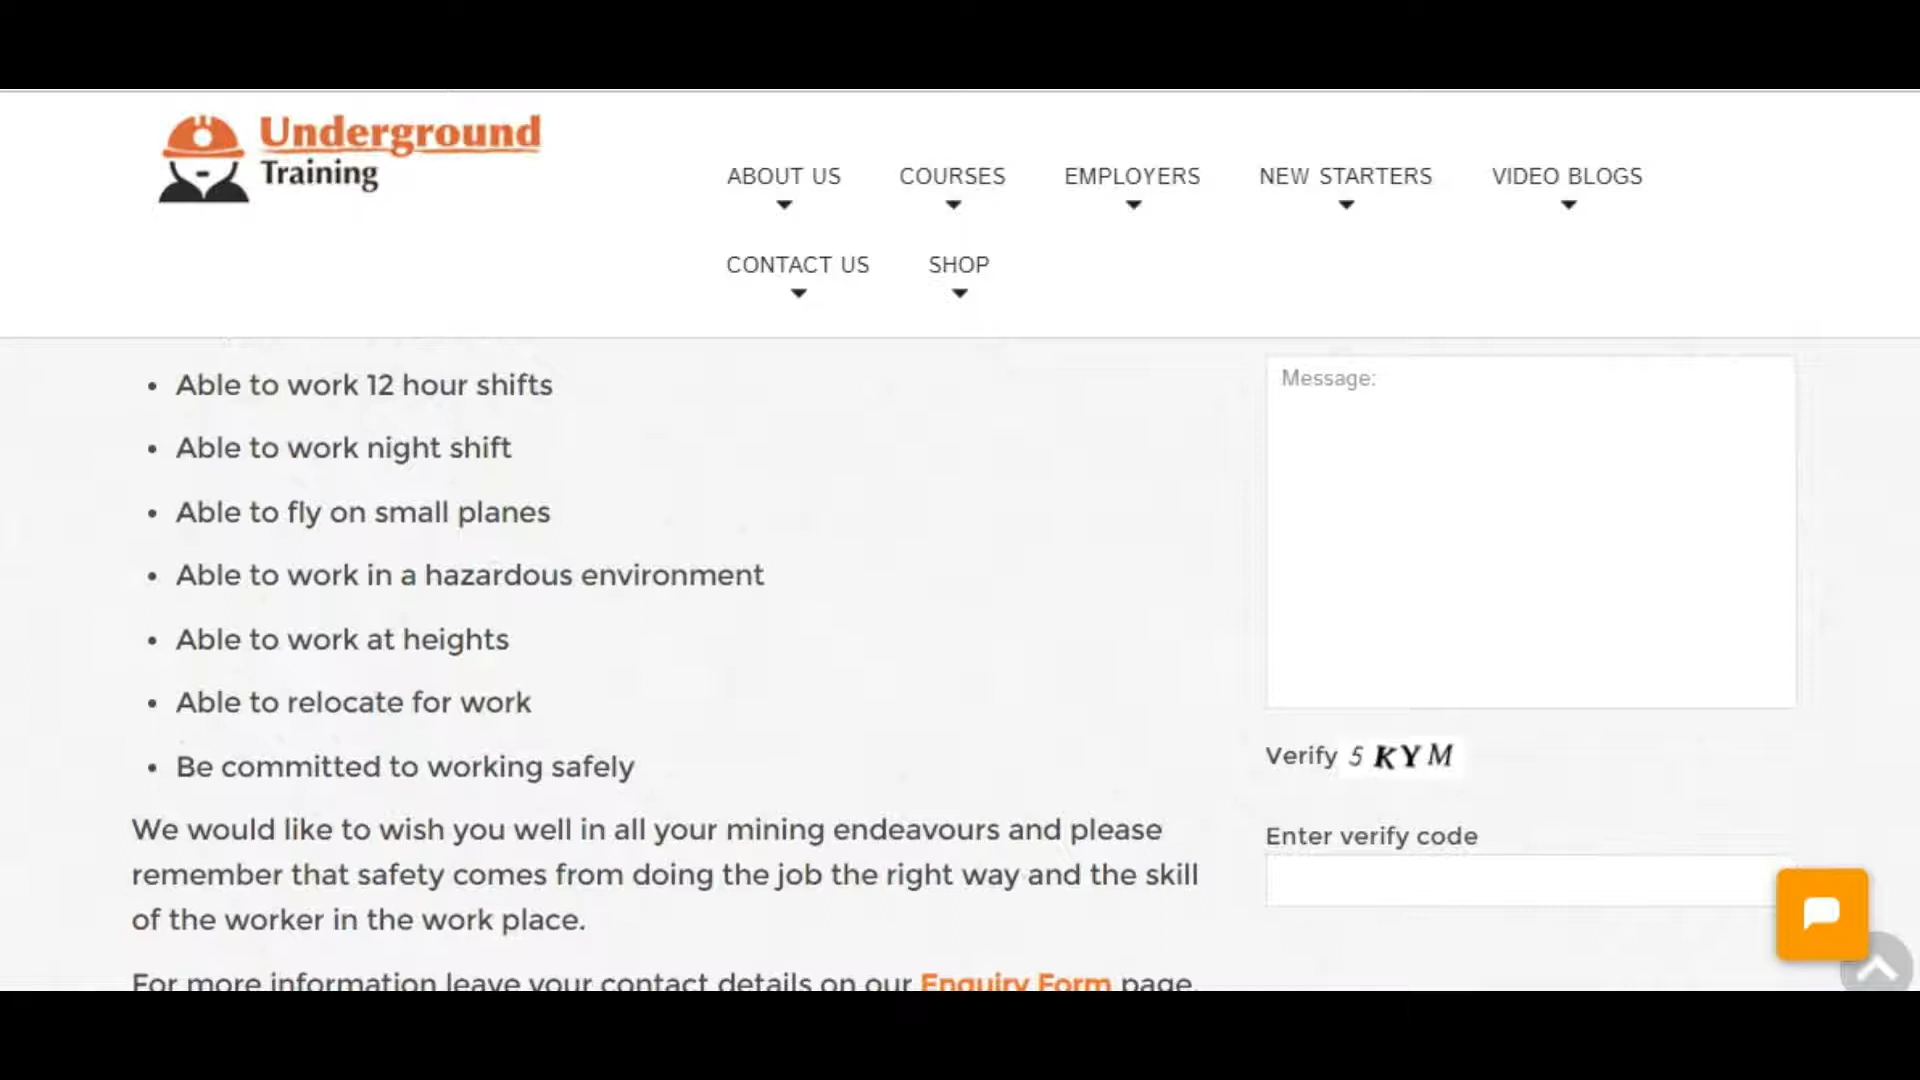 Underground
Training
ABOUT US
COURSES
EMPLOYERS
NEW STARTERS
VIDEO BLOGS
CONTACT US
SHOP
• Able to work 12 hour shifts
• Able to work night shift
• Able to fly on small planes
• Able to work in a hazardous environment
• Able to work at heights
• Able to relocate for work
• Be committed to working safely
We would like to wish you well in all your mining endeavours and please
remember that safety comes from doing the job the right way and the skill
of the worker in the work place.
For more information leave your contact details on our Enquiry Form page.
Message:
Verify 5 KYM
Enter verify code